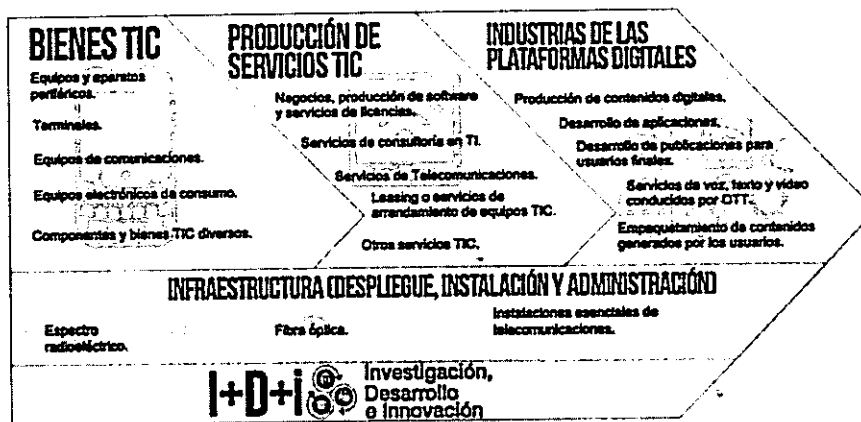 BIENES TIC
Equipos y aparatos
periféricos.
Terminales.
Equipos de comunicaciones.
Equipos electrónicos de consumo.
Componentes y bienes TIC diversos.
PRODUCCIÓN DE
SERVICIOS TIC
Negocios, producción de software
y servicios de licencias.
Servicios de consultoría en TI.
Servicios de Telecomunicaciones.
Leasing o servicios de
arrendamiento de equipos TIC.
Otros servicios TIC.
INDUSTRIAS DE LAS
PLATAFORMAS DIGITALES
Producción de contenidos digitales.
Desarrollo de aplicaciones.
Desarrollo de publicaciones para
usuarios finales.
Servicios de voz, texto y video
conducidos por OTT.
Empaquetamiento de contenidos
generados por los usuarios.
INFRAESTRUCTURA (DESPLIEGUE, INSTALACIÓN Y ADMINISTRACIÓN)
Espectro
radioeléctrico.
Fibra óptica.
Instalaciones esenciales de
telecomunicaciones.
I+D+i
Investigación,
Desarrollo
e Innovación